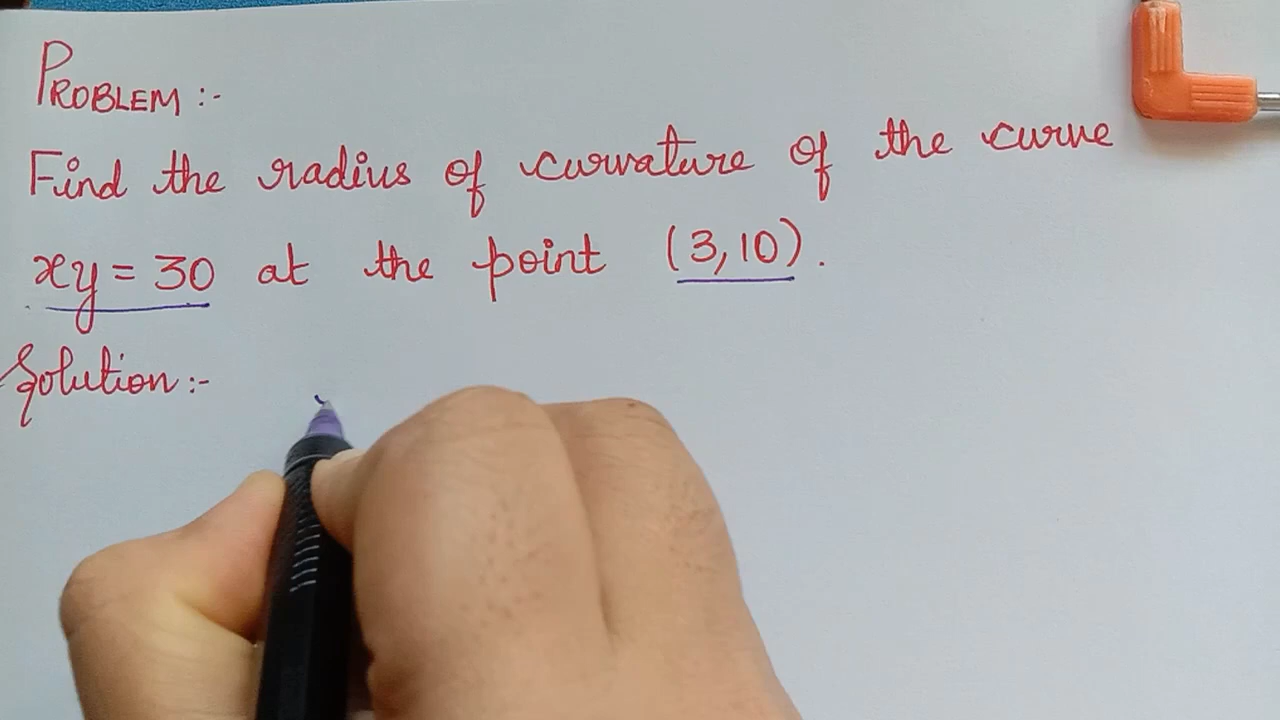 PROBLEM :-
Find the radius of curvature of the curve
xy = 30 at the point (3,10).
Solution :-